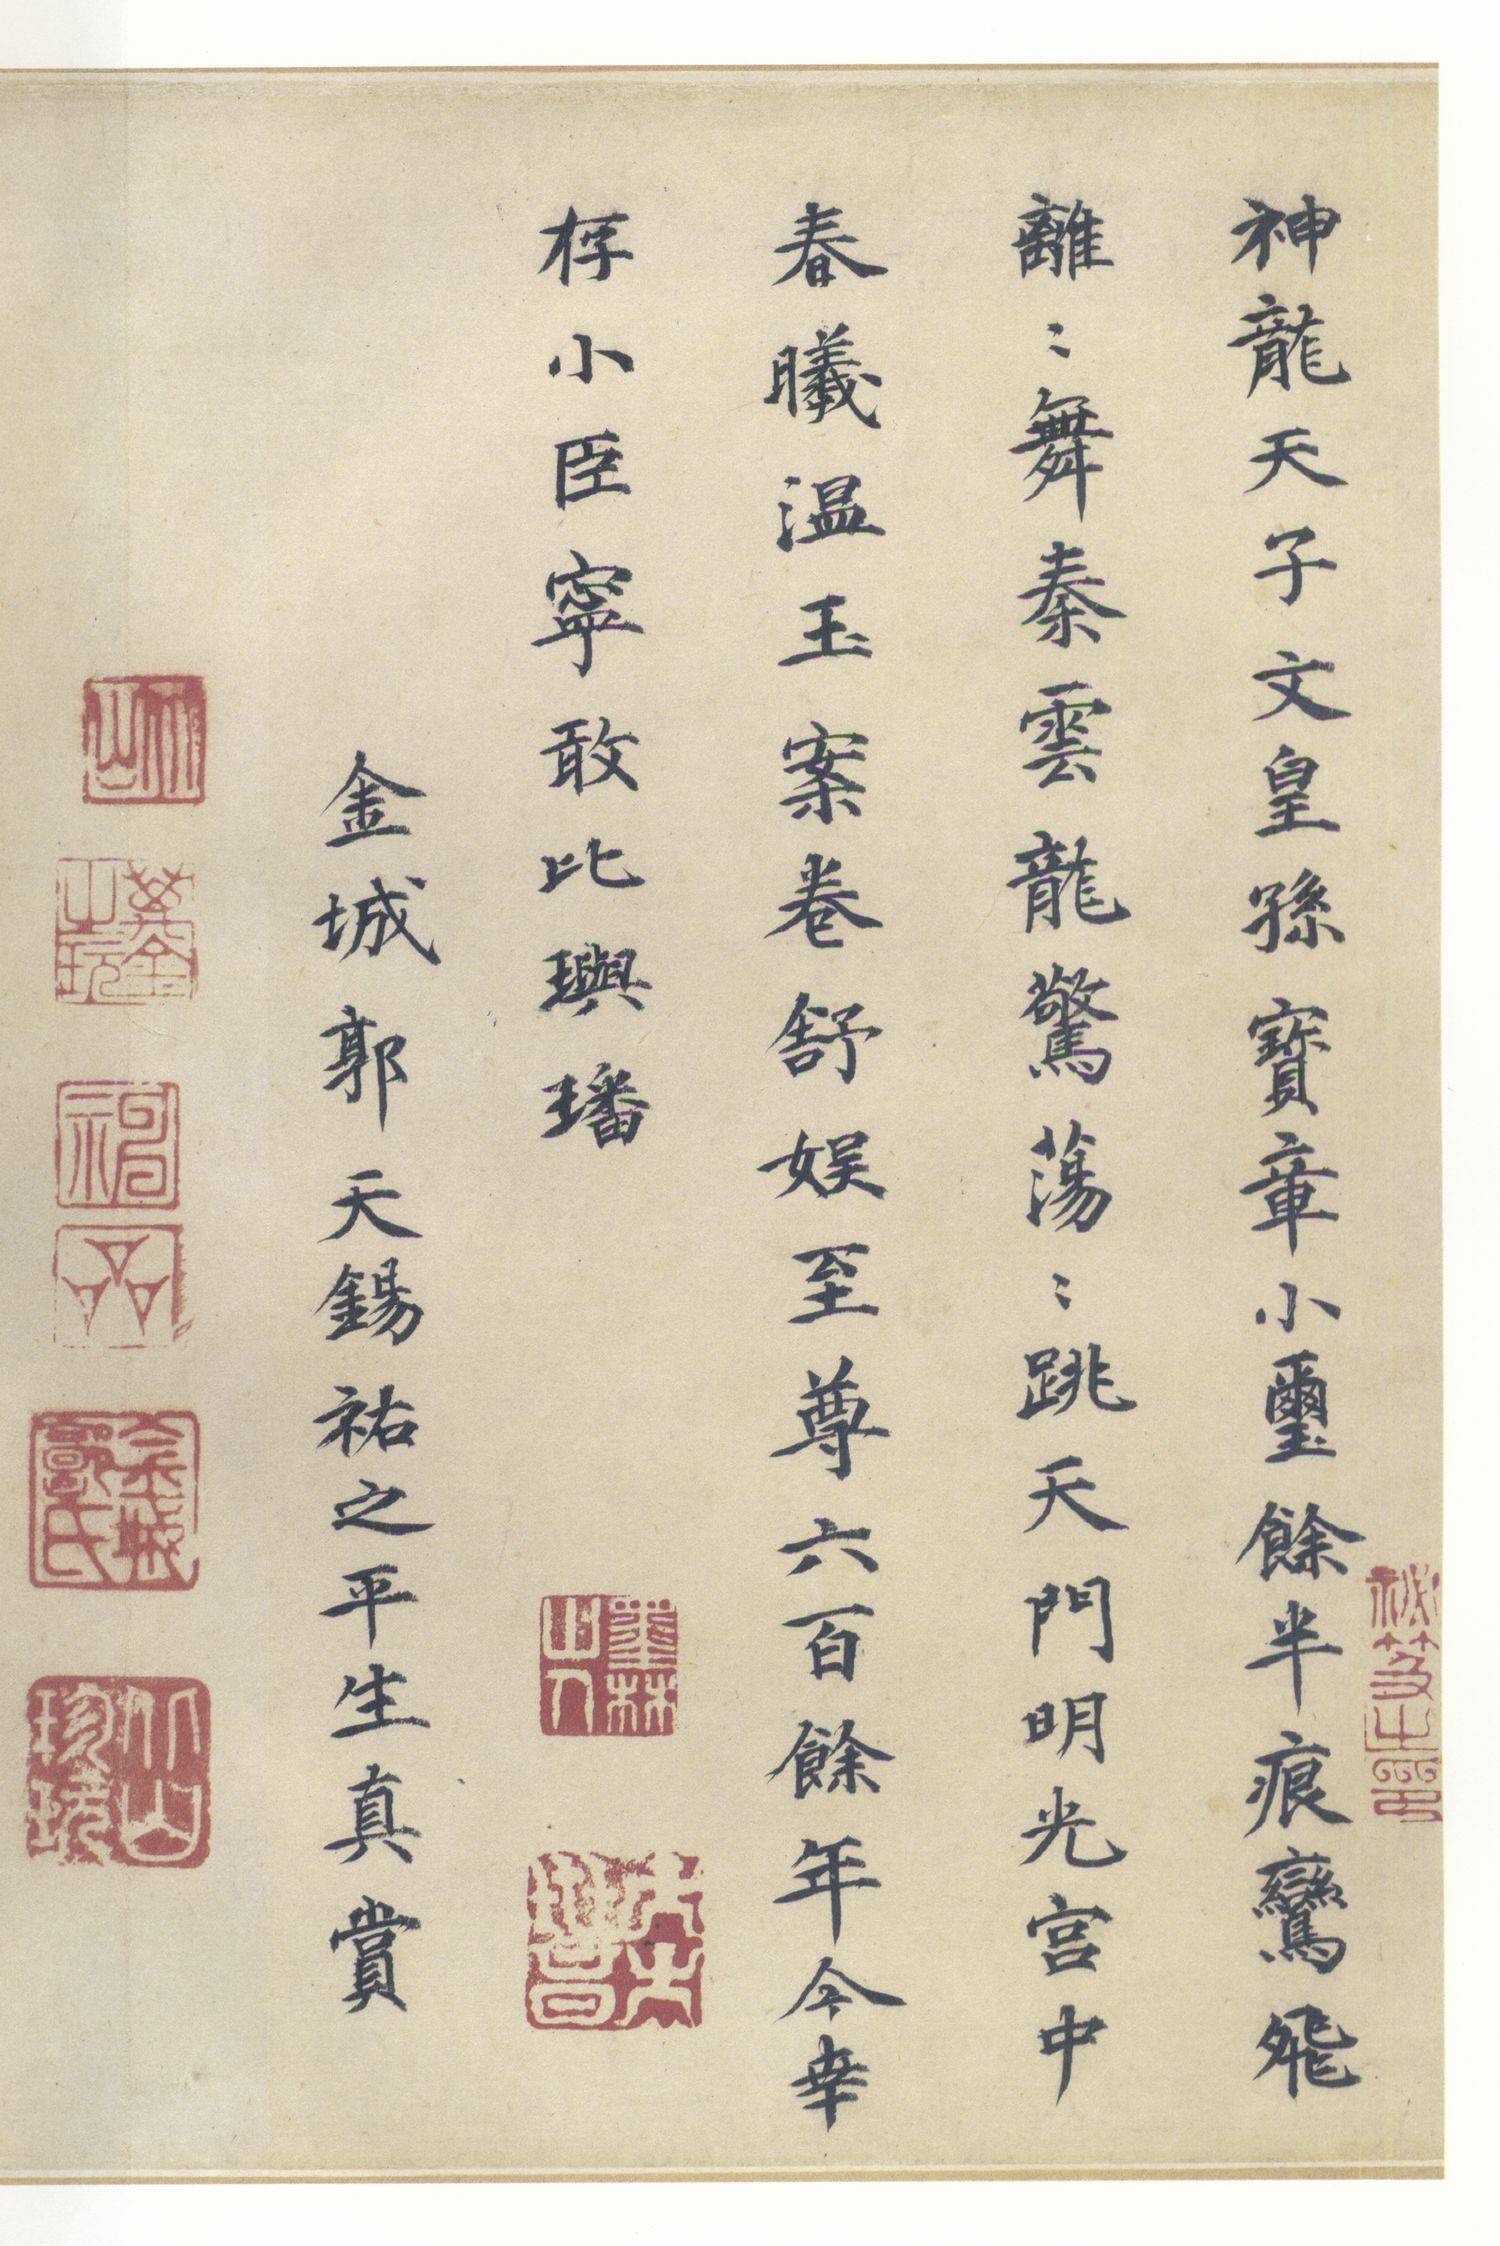 神龍天子文皇孫寶章小璽餘半痕鸞飛
離〻舞秦雲龍驚蕩〻跳天門明光宮中
春曦温玉案卷舒娱至尊六百餘年今幸
存小臣寧敢比璵璠
金城郭天錫祐之平生真賞